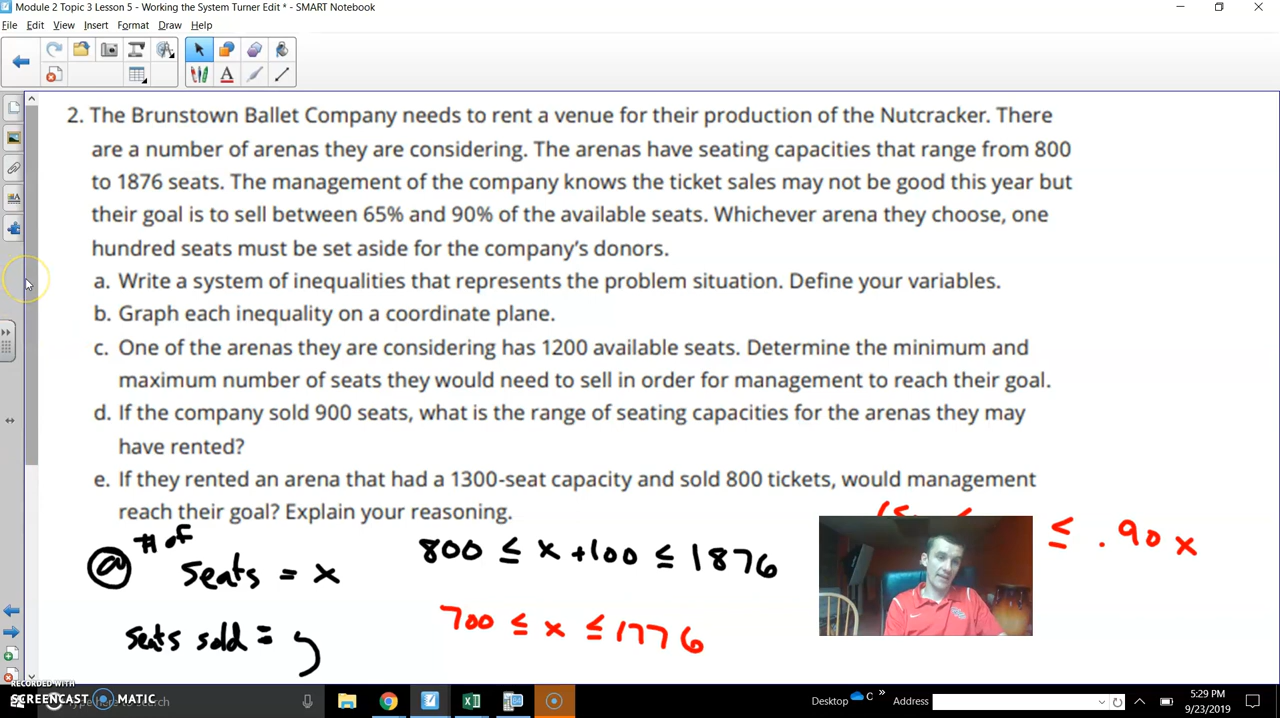 Module 2 Topic 3 Lesson 5 - Working the System Turner Edit * - SMART Notebook
File Edit View Insert Format Draw Help
2. The Brunstown Ballet Company needs to rent a venue for their production of the Nutcracker. There
are a number of arenas they are considering. The arenas have seating capacities that range from 800
to 1876 seats. The management of the company knows the ticket sales may not be good this year but
their goal is to sell between 65% and 90% of the available seats. Whichever arena they choose, one
hundred seats must be set aside for the company's donors.
a. Write a system of inequalities that represents the problem situation. Define your variables.
b. Graph each inequality on a coordinate plane.
c. One of the arenas they are considering has 1200 available seats. Determine the minimum and
maximum number of seats they would need to sell in order for management to reach their goal.
d. If the company sold 900 seats, what is the range of seating capacities for the arenas they may
have rented?
e. If they rented an arena that had a 1300-seat capacity and sold 800 tickets, would management
reach their goal? Explain your reasoning.
≤ .90x
ⓐ # of seats = x
800 ≤ x+100 ≤ 1876
700 ≤ x ≤ 1776
seats sold = y
RECORDED WITH
SCREENCAST MATIC
here to search
Desktop
Address
5:29 PM
9/23/2019